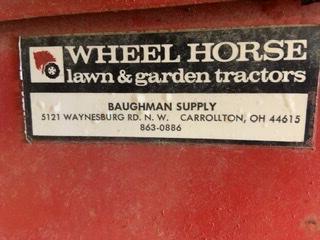 WHEEL HORSE
lawn & garden tractors
BAUGHMAN SUPPLY
5121 WAYNESBURG RD. N. W. CARROLLTON, OH 44615
863-0886